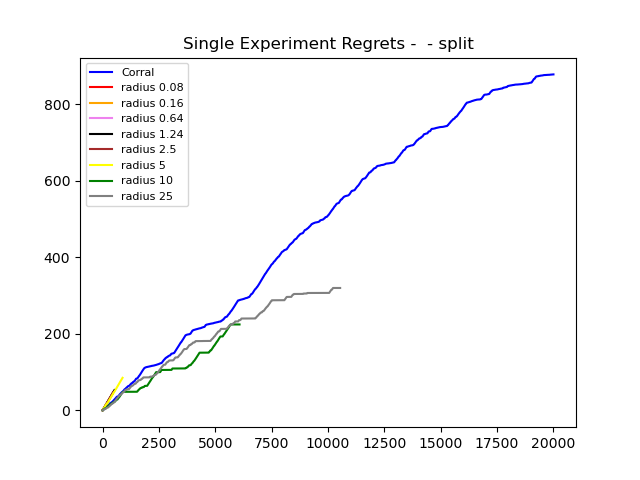 Single Experiment Regrets -  - split
Corral
radius 0.08
radius 0.16
radius 0.64
radius 1.24
radius 2.5
radius 5
radius 10
radius 25
800
600
400
200
0
0 2500 5000 7500 10000 12500 15000 17500 20000